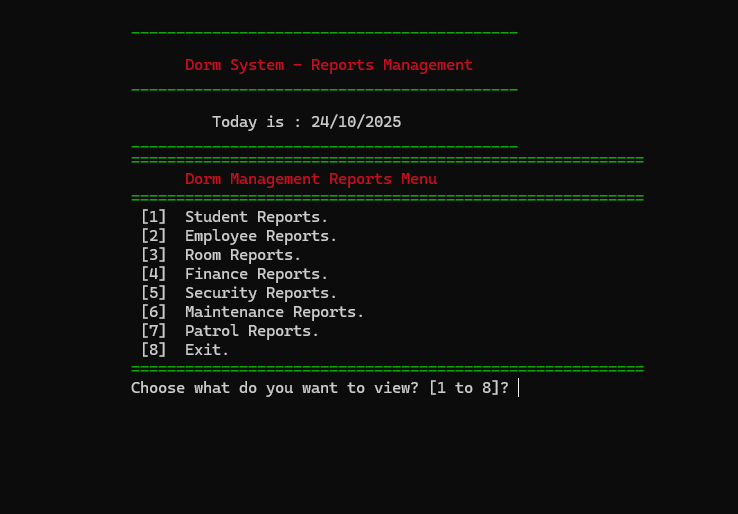 -------------------------------------------
Dorm System - Reports Management
-------------------------------------------
Today is : 24/10/2025
-------------------------------------------
=========================================================
Dorm Management Reports Menu
=========================================================
[1] Student Reports.
[2] Employee Reports.
[3] Room Reports.
[4] Finance Reports.
[5] Security Reports.
[6] Maintenance Reports.
[7] Patrol Reports.
[8] Exit.
=========================================================
Choose what do you want to view? [1 to 8]?